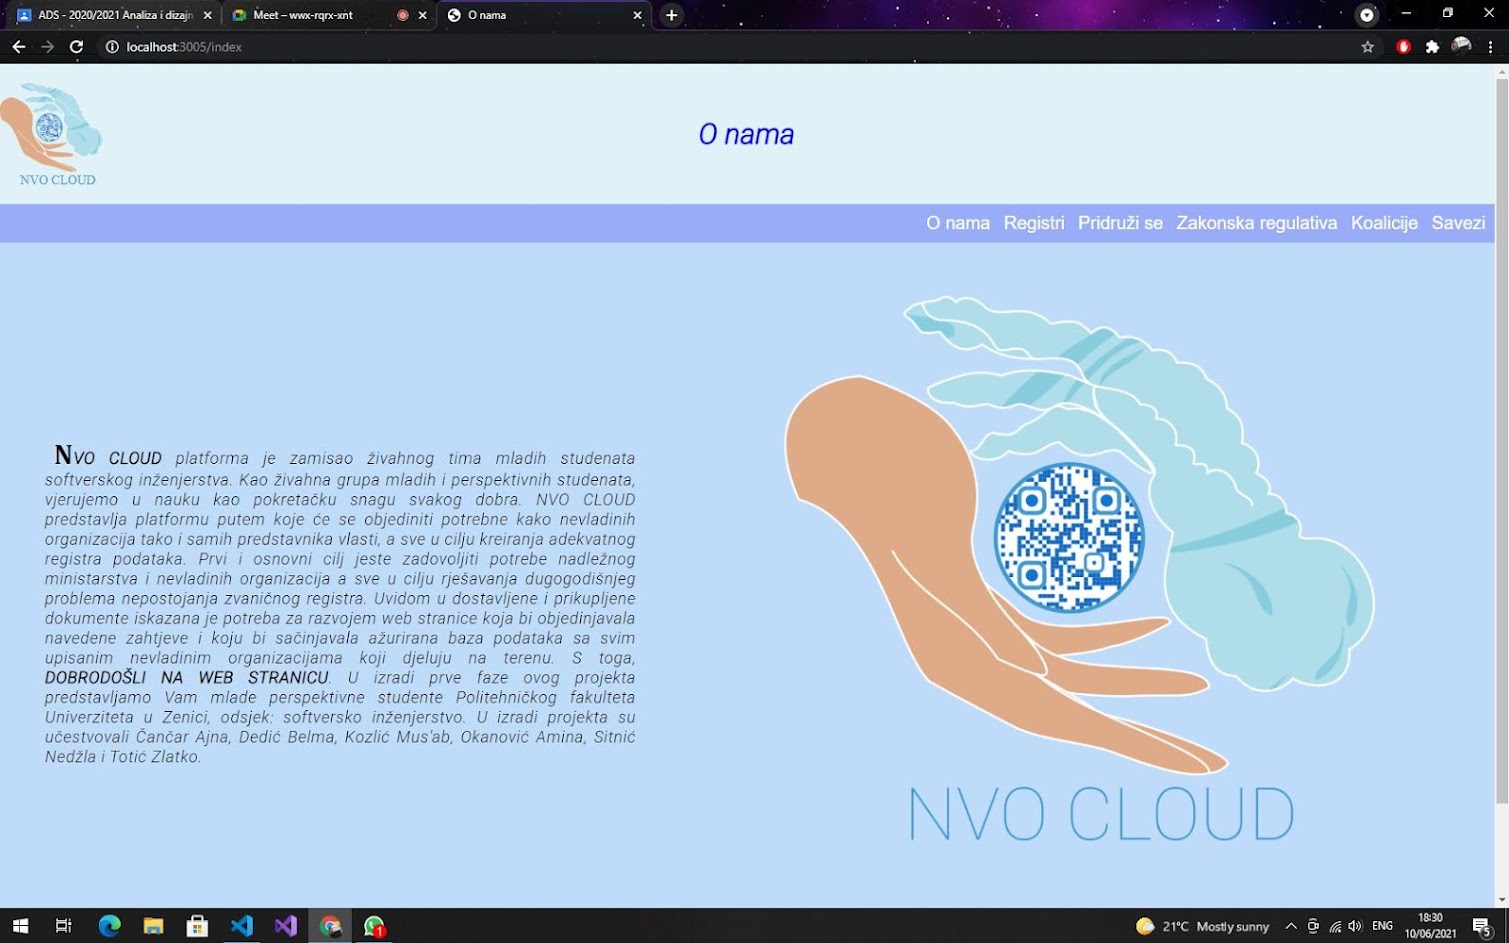 ADS - 2020/2021 Analiza i dizajn
Meet – wwx-rqrx-xnt
O nama
localhost:3005/index
NVO CLOUD
O nama
O nama Registri Pridruži se Zakonska regulativa Koalicije Savezi
NVO CLOUD platforma je zamisao živahnog tima mladih studenata
softverskog inženjerstva. Kao živahna grupa mladih i perspektivnih studenata,
vjerujemo u nauku kao pokretačku snagu svakog dobra. NVO CLOUD
predstavlja platformu putem koje će se objediniti potrebne kako nevladinih
organizacija tako i samih predstavnika vlasti, a sve u cilju kreiranja adekvatnog
registra podataka. Prvi i osnovni cilj jeste zadovoljiti potrebe nadležnog
ministarstva i nevladinih organizacija a sve u cilju rješavanja dugogodišnjeg
problema nepostojanja zvaničnog registra. Uvidom u dostavljene i prikupljene
dokumente iskazana je potreba za razvojem web stranice koja bi objedinjavala
navedene zahtjeve i koju bi sačinjavala ažurirana baza podataka sa svim
upisanim nevladinim organizacijama koji djeluju na terenu. S toga,
DOBRODOŠLI NA WEB STRANICU. U izradi prve faze ovog projekta
predstavljamo Vam mlade perspektivne studente Politehničkog fakulteta
Univerziteta u Zenici, odsjek: softversko inženjerstvo. U izradi projekta su
učestvovali Čančar Ajna, Dedić Belma, Kozlić Mus'ab, Okanović Amina, Sitnić
Nedžla i Totić Zlatko.
NVO CLOUD
1
21°C Mostly sunny
ENG
18:30
10/06/2021
5